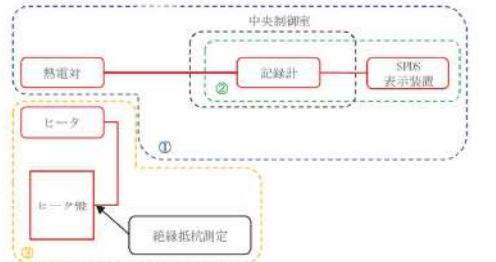 中央制御室
熱電対
記録計
SPDS
表示装置
②
ヒータ
①
ヒータ盤
絶縁抵抗測定
③